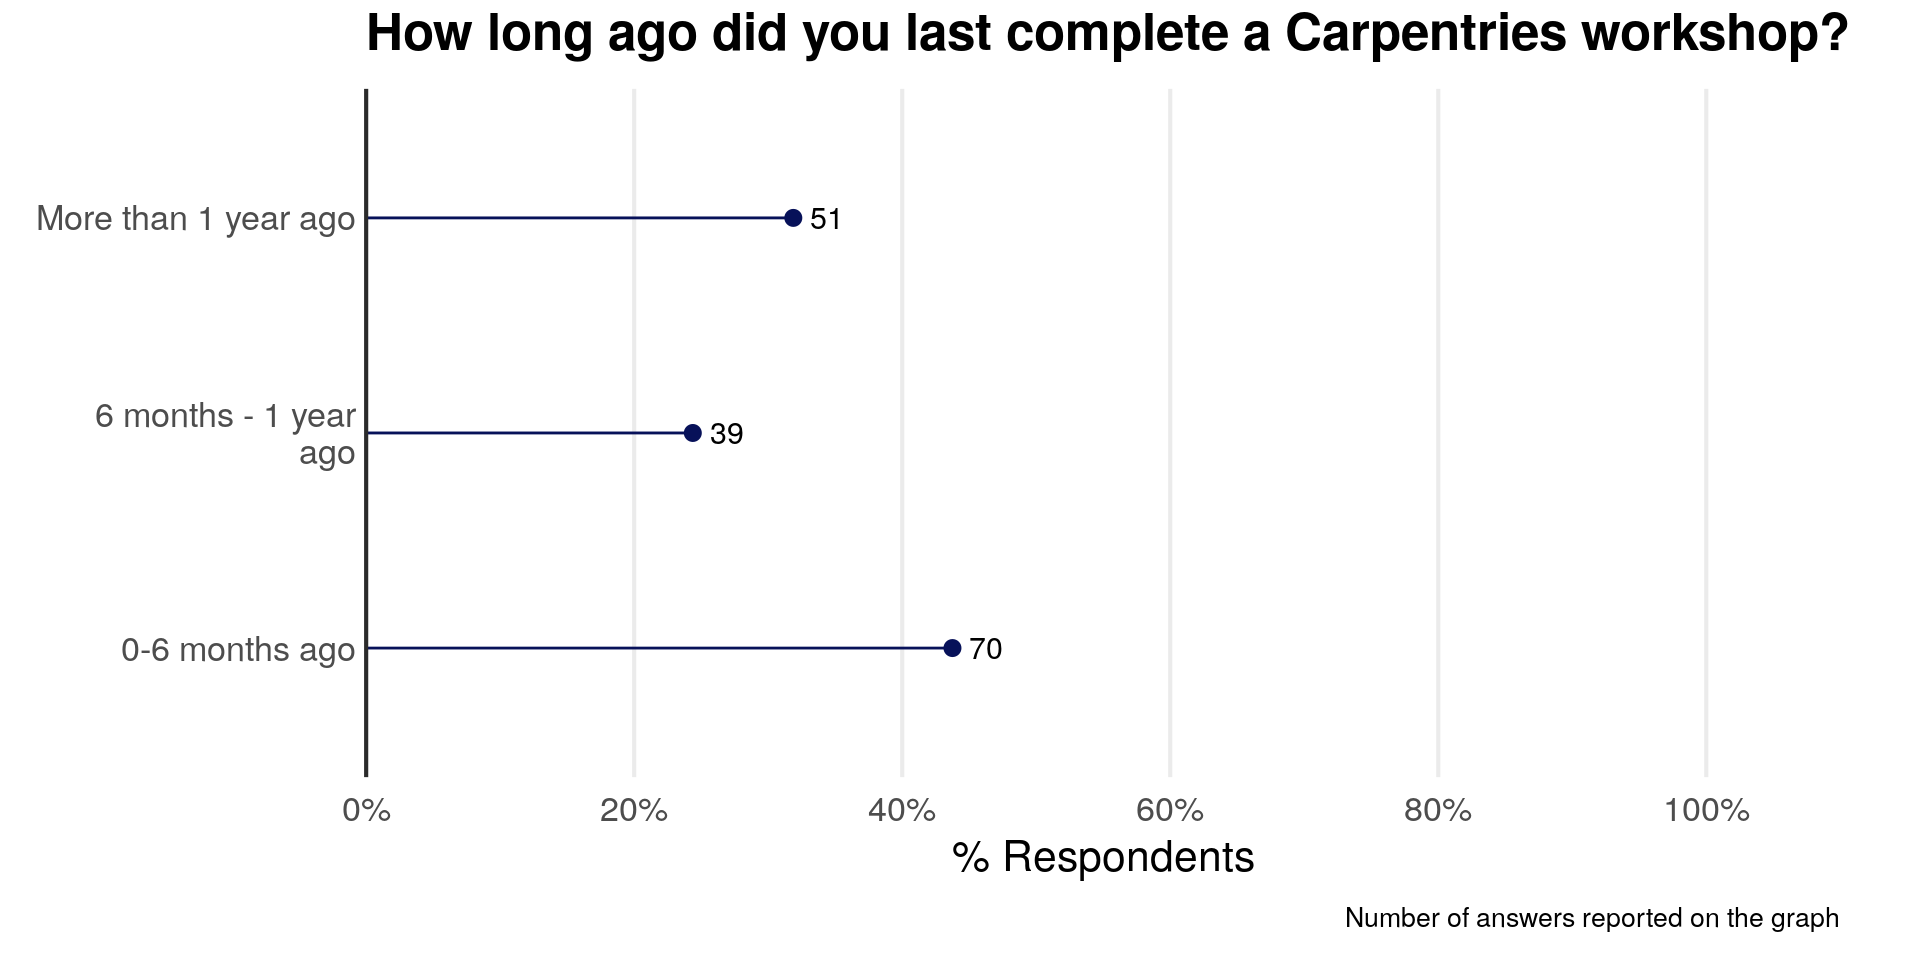 How long ago did you last complete a Carpentries workshop?
More than 1 year ago
51
6 months - 1 year
ago
39
0-6 months ago
70
0%
20%
40%
60%
80%
100%
% Respondents
Number of answers reported on the graph